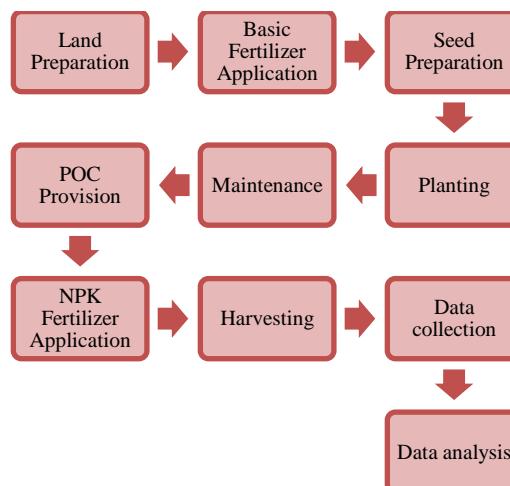 Land
Preparation
Basic
Fertilizer
Application
Seed
Preparation
Planting
Maintenance
POC
Provision
NPK
Fertilizer
Application
Harvesting
Data
collection
Data analysis